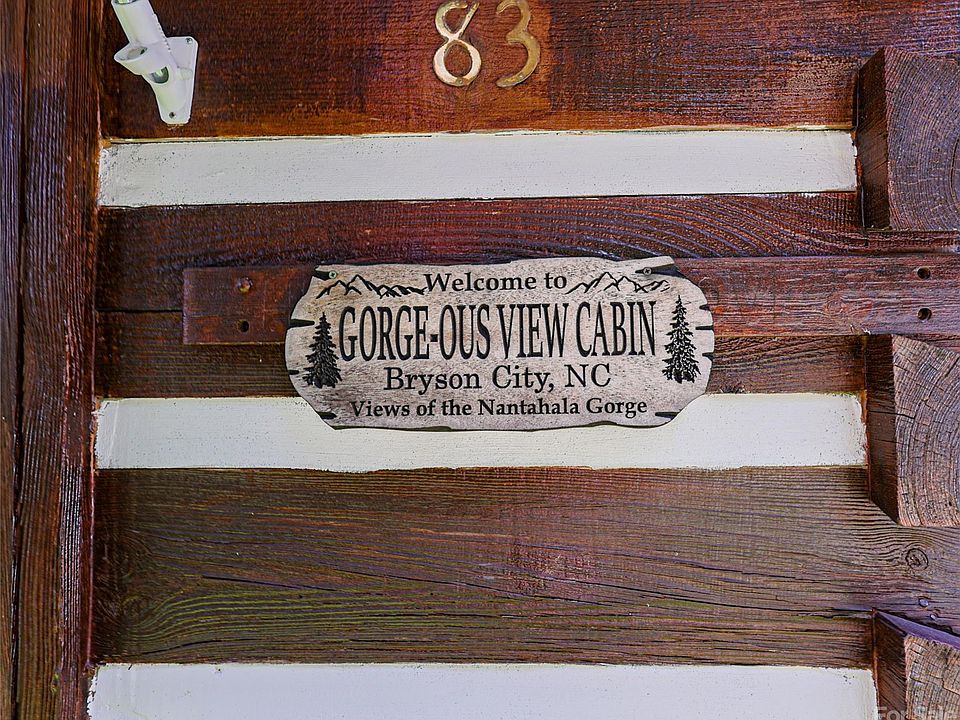 83
Welcome to
GORGE-OUS VIEW CABIN
Bryson City, NC
Views of the Nantahala Gorge